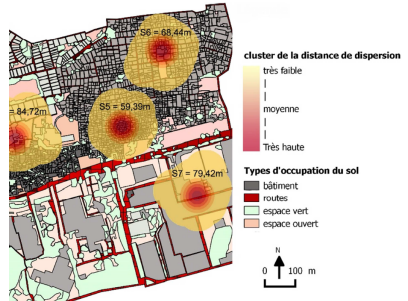 S6 = 68,44m
S5 = 59,39m
= 84,72m
S7 = 79,42m
cluster de la distance de dispersion
très faible
moyenne
Très haute
Types d'occupation du sol
bâtiment
routes
espace vert
espace ouvert
N
0 100 m